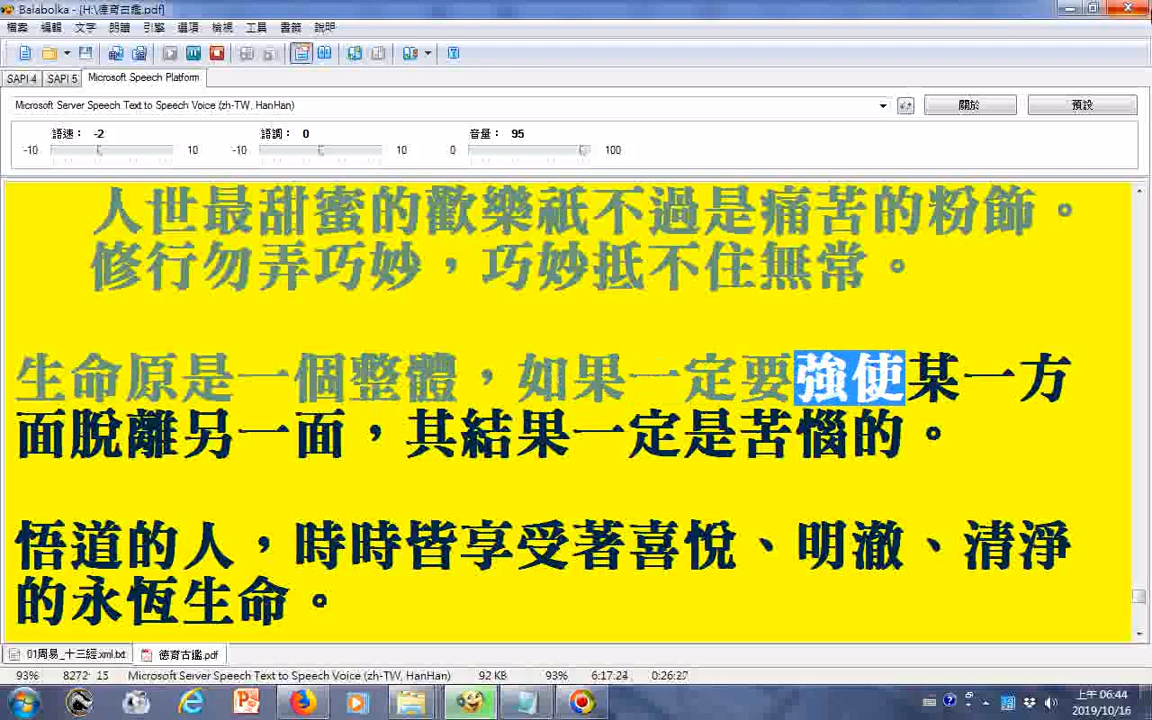 Balabolka - [H:\德育古鑑.pdf]
檔案 編輯 文字 朗讀 引擎 選項 檢視 工具 書籤 說明
SAPI 4 SAPI 5 Microsoft Speech Platform
Microsoft Server Speech Text to Speech Voice (zh-TW, HanHan) 關於 預設
語速： -2 語調： 0 音量： 95
-10 10 -10 10 0 100
人世最甜蜜的歡樂祇不過是痛苦的粉飾。
修行勿弄巧妙，巧妙抵不住無常。
生命原是一個整體，如果一定要強使某一方
面脫離另一面，其結果一定是苦惱的。
悟道的人，時時皆享受著喜悅、明澈、清淨
的永恆生命。
01周易_十三經.xml.txt 德育古鑑.pdf
93% 8272: 15 Microsoft Server Speech Text to Speech Voice (zh-TW, HanHan) 92 KB 93% 6:17:24 0:26:27
上午 06:44
2019/10/16